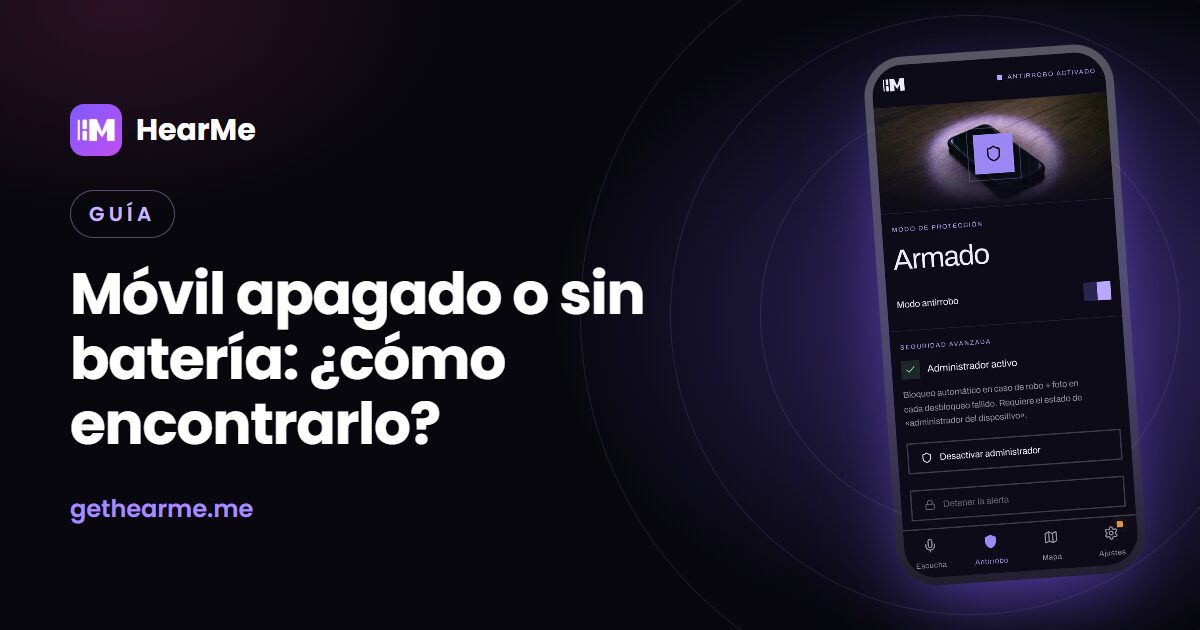 HearMe
GUÍA
Móvil apagado o sin
batería: ¿cómo
encontrarlo?
gethearme.me
ANTIRROBO ACTIVADO
MODO DE PROTECCIÓN
Armado
Modo antirrobo
SEGURIDAD AVANZADA
Administrador activo
Bloqueo automático en caso de robo + foto en
cada desbloqueo fallido. Requiere el estado de
«administrador del dispositivo».
Desactivar administrador
Detener la alerta
Escucha
Antirrobo
Mapa
Ajustes